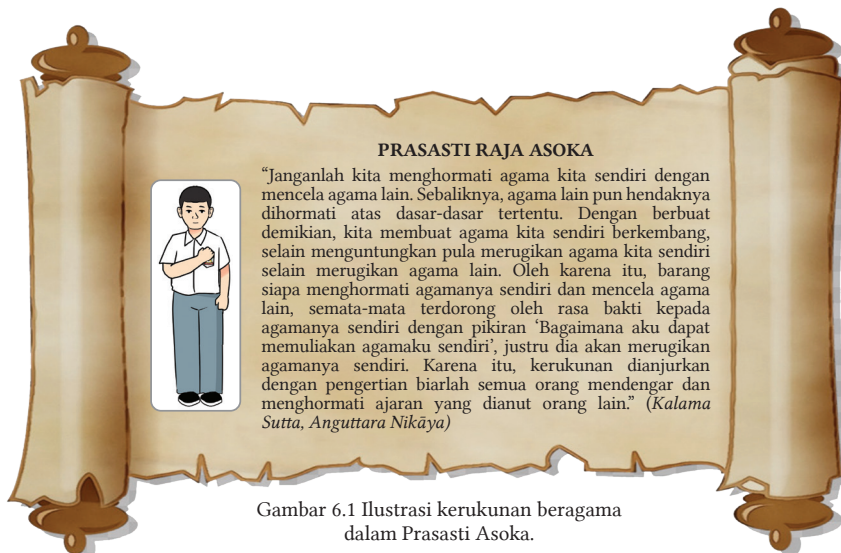 PRASASTI RAJA ASOKA
“Janganlah kita menghormati agama kita sendiri dengan
mencela agama lain. Sebaliknya, agama lain pun hendaknya
dihormati atas dasar-dasar tertentu. Dengan berbuat
demikian, kita membuat agama kita sendiri berkembang,
selain menguntungkan pula merugikan agama kita sendiri
selain merugikan agama lain. Oleh karena itu, barang
siapa menghormati agamanya sendiri dan mencela agama
lain, semata-mata terdorong oleh rasa bakti kepada
agamanya sendiri dengan pikiran ‘Bagaimana aku dapat
memuliakan agamaku sendiri’, justru dia akan merugikan
agamanya sendiri. Karena itu, kerukunan dianjurkan
dengan pengertian biarlah semua orang mendengar dan
menghormati ajaran yang dianut orang lain.” (Kalama
Sutta, Anguttara Nikāya)
Gambar 6.1 Ilustrasi kerukunan beragama
dalam Prasasti Asoka.